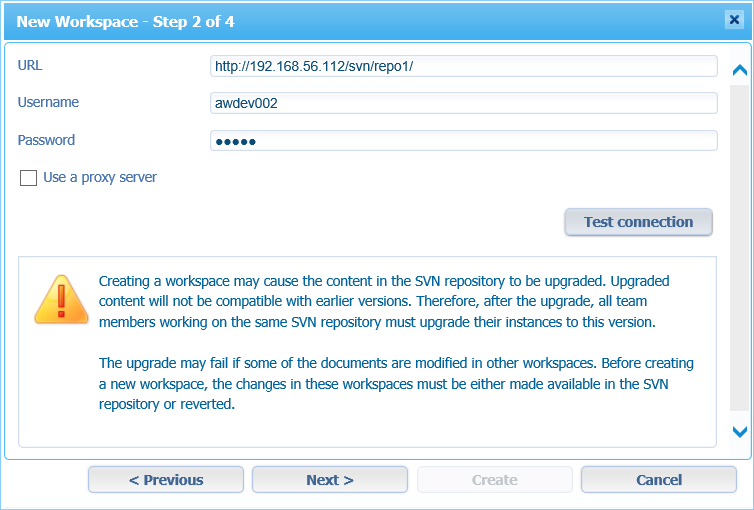 New Workspace - Step 2 of 4
URL
http://192.168.56.112/svn/repo1/
Username
awdev002
Password
●●●●●
Use a proxy server
Test connection
Creating a workspace may cause the content in the SVN repository to be upgraded. Upgraded
content will not be compatible with earlier versions. Therefore, after the upgrade, all team
members working on the same SVN repository must upgrade their instances to this version.
The upgrade may fail if some of the documents are modified in other workspaces. Before creating
a new workspace, the changes in these workspaces must be either made available in the SVN
repository or reverted.
< Previous
Next >
Create
Cancel